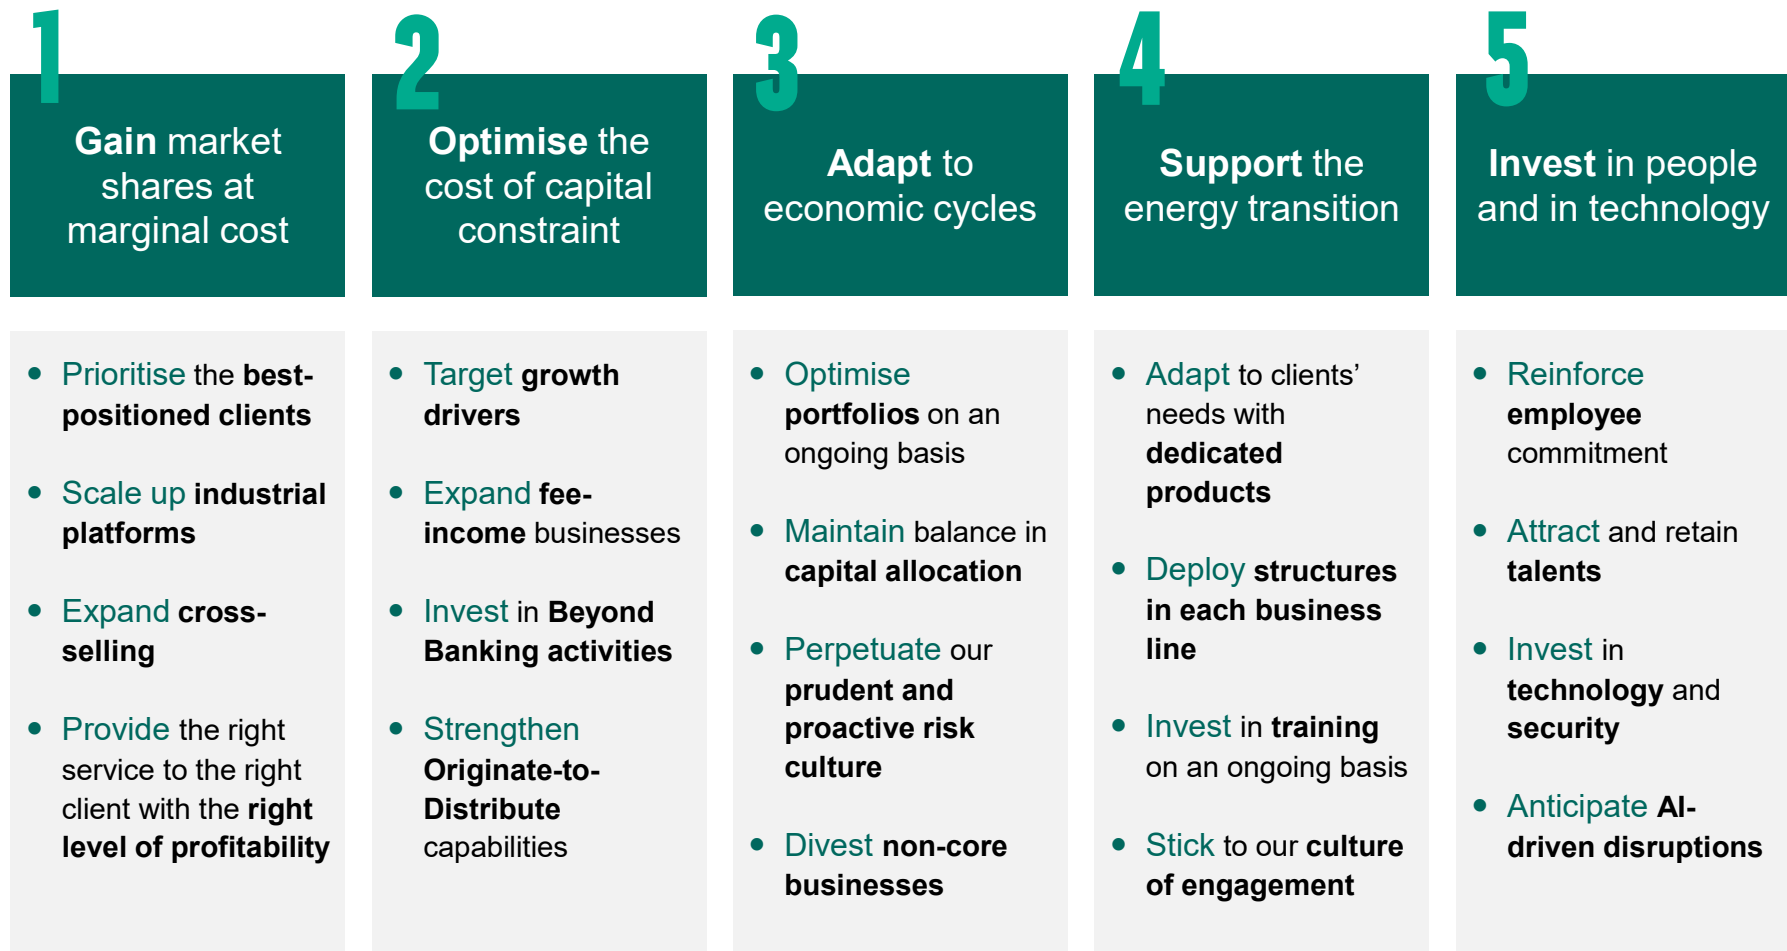 1
Gain market
shares at
marginal cost
• Prioritise the best-
positioned clients
• Scale up industrial
platforms
• Expand cross-
selling
• Provide the right
service to the right
client with the right
level of profitability
2
Optimise the
cost of capital
constraint
• Target growth
drivers
• Expand fee-
income businesses
• Invest in Beyond
Banking activities
• Strengthen
Originate-to-
Distribute
capabilities
3
Adapt to
economic cycles
• Optimise
portfolios on an
ongoing basis
• Maintain balance in
capital allocation
• Perpetuate our
prudent and
proactive risk
culture
• Divest non-core
businesses
4
Support the
energy transition
• Adapt to clients’
needs with
dedicated
products
• Deploy structures
in each business
line
• Invest in training
on an ongoing basis
• Stick to our culture
of engagement
5
Invest in people
and in technology
• Reinforce
employee
commitment
• Attract and retain
talents
• Invest in
technology and
security
• Anticipate AI-
driven disruptions